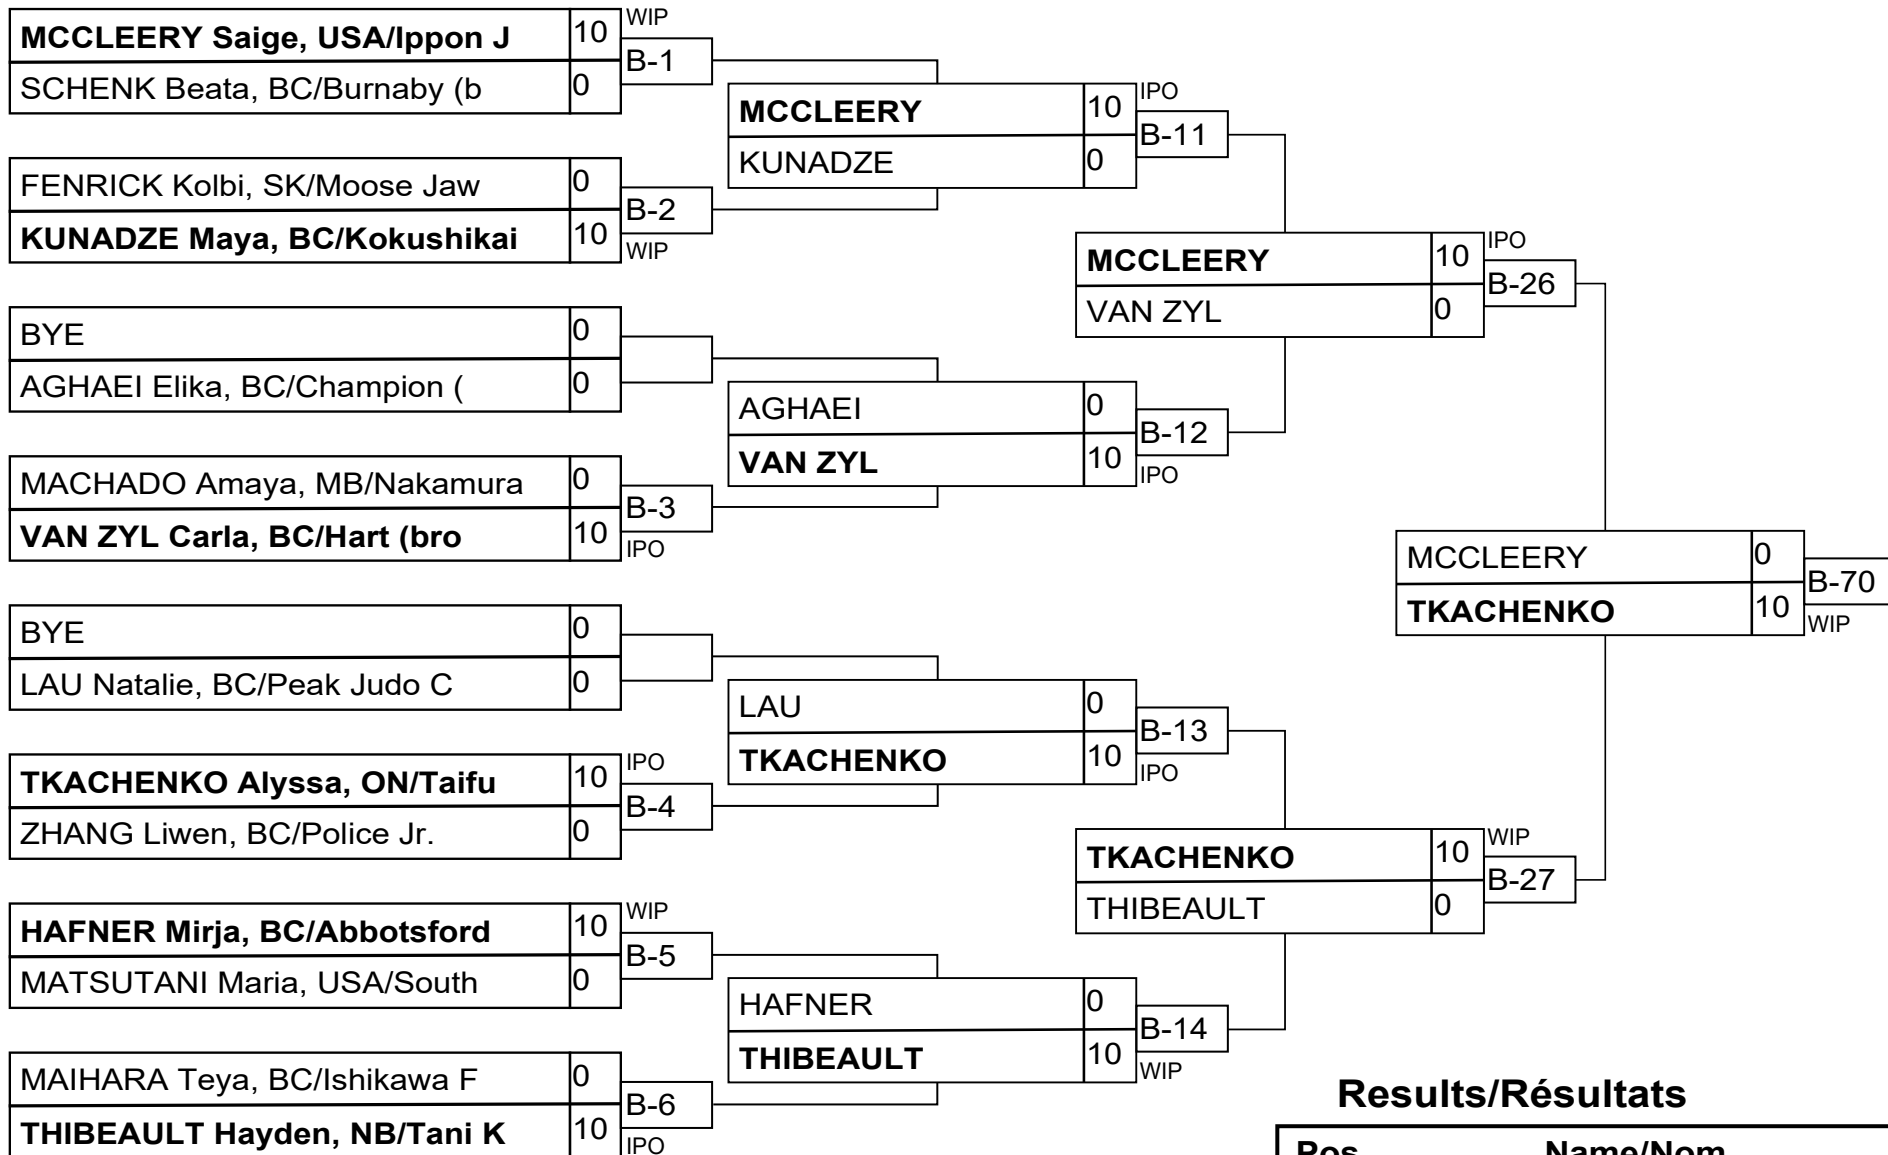 WIP
MCCLEERY Saige, USA/Ippon J 10
B-1
SCHENK Beata, BC/Burnaby (b 0
FENRICK Kolbi, SK/Moose Jaw 0
B-2
KUNADZE Maya, BC/Kokushikai 10
WIP
BYE 0
AGHAEI Elika, BC/Champion ( 0
MACHADO Amaya, MB/Nakamura 0
B-3
VAN ZYL Carla, BC/Hart (bro 10
IPO
BYE 0
LAU Natalie, BC/Peak Judo C 0
IPO
TKACHENKO Alyssa, ON/Taifu 10
B-4
ZHANG Liwen, BC/Police Jr. 0
WIP
HAFNER Mirja, BC/Abbotsford 10
B-5
MATSUTANI Maria, USA/South 0
MAIHARA Teya, BC/Ishikawa F 0
B-6
THIBEAULT Hayden, NB/Tani K 10
IPO
IPO
MCCLEERY 10
B-11
KUNADZE 0
AGHAEI 0
B-12
VAN ZYL 10
IPO
LAU 0
B-13
TKACHENKO 10
IPO
HAFNER 0
B-14
THIBEAULT 10
WIP
IPO
MCCLEERY 10
B-26
VAN ZYL 0
WIP
TKACHENKO 10
B-27
THIBEAULT 0
MCCLEERY 0
B-70
TKACHENKO 10
WIP
Results/Résultats
Pos Name/Nom